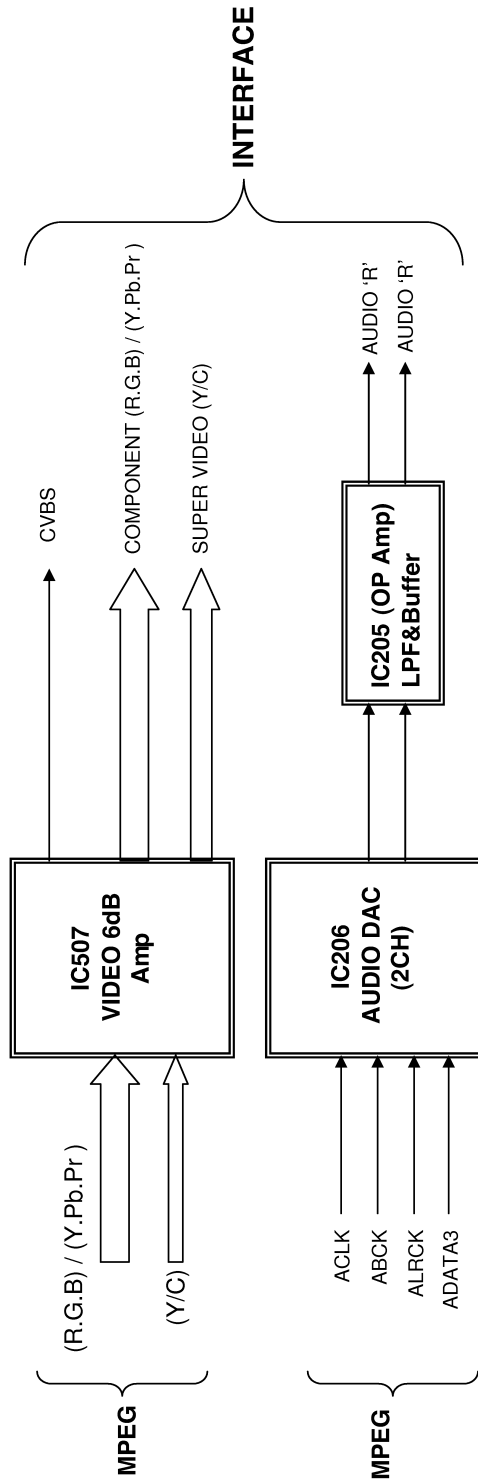 MPEG
(R.G.B) / (Y.Pb.Pr )
(Y/C)
IC507
VIDEO 6dB
Amp
CVBS
COMPONENT (R.G.B) / (Y.Pb.Pr )
SUPER VIDEO (Y/C)
INTERFACE
MPEG
ACLK
ABCK
ALRCK
ADATA3
IC206
AUDIO DAC
(2CH)
IC205 (OP Amp)
LPF&Buffer
AUDIO ‘R’
AUDIO ‘R’